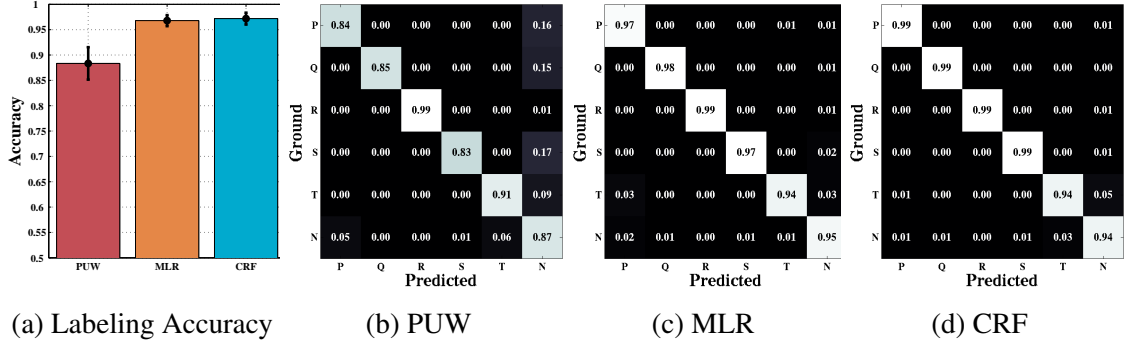 1
0.95
0.9
0.85
0.8
0.75
0.7
0.65
0.6
0.55
0.5
Accuracy
PUW MLR CRF
(a) Labeling Accuracy
Ground
P 0.84 0.00 0.00 0.00 0.00 0.16
Q 0.00 0.85 0.00 0.00 0.00 0.15
R 0.00 0.00 0.99 0.00 0.00 0.01
S 0.00 0.00 0.00 0.83 0.00 0.17
T 0.00 0.00 0.00 0.00 0.91 0.09
N 0.05 0.00 0.00 0.01 0.06 0.87
P Q R S T N
Predicted
(b) PUW
Ground
P 0.97 0.00 0.00 0.00 0.01 0.01
Q 0.00 0.98 0.00 0.00 0.00 0.01
R 0.00 0.00 0.99 0.00 0.00 0.01
S 0.00 0.00 0.00 0.97 0.00 0.02
T 0.03 0.00 0.00 0.00 0.94 0.03
N 0.02 0.01 0.00 0.01 0.01 0.95
P Q R S T N
Predicted
(c) MLR
Ground
P 0.99 0.00 0.00 0.00 0.00 0.01
Q 0.00 0.99 0.00 0.00 0.00 0.01
R 0.00 0.00 0.99 0.00 0.00 0.01
S 0.00 0.00 0.00 0.99 0.00 0.01
T 0.01 0.00 0.00 0.00 0.94 0.05
N 0.01 0.01 0.00 0.01 0.03 0.94
P Q R S T N
Predicted
(d) CRF